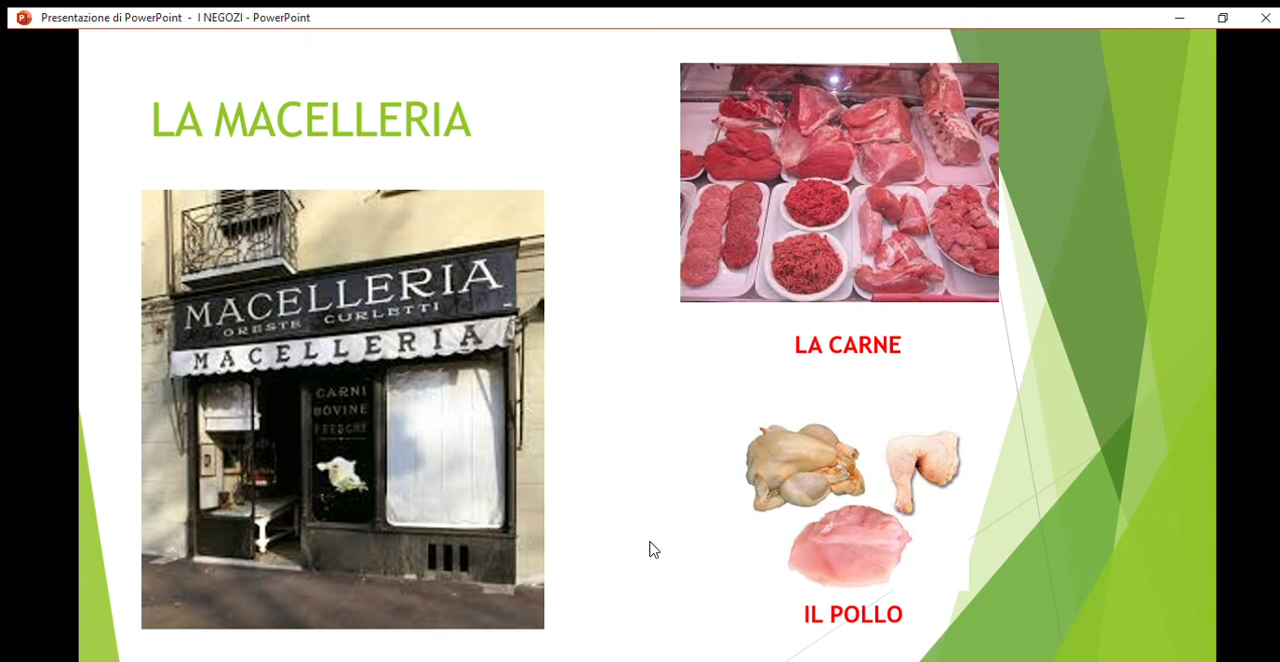 Presentazione di PowerPoint - I NEGOZI - PowerPoint
LA MACELLERIA
MACELLERIA
ORESTE CURLETTI
MACELLERIA
CARNI
BOVINE
FRESCHE
LA CARNE
IL POLLO